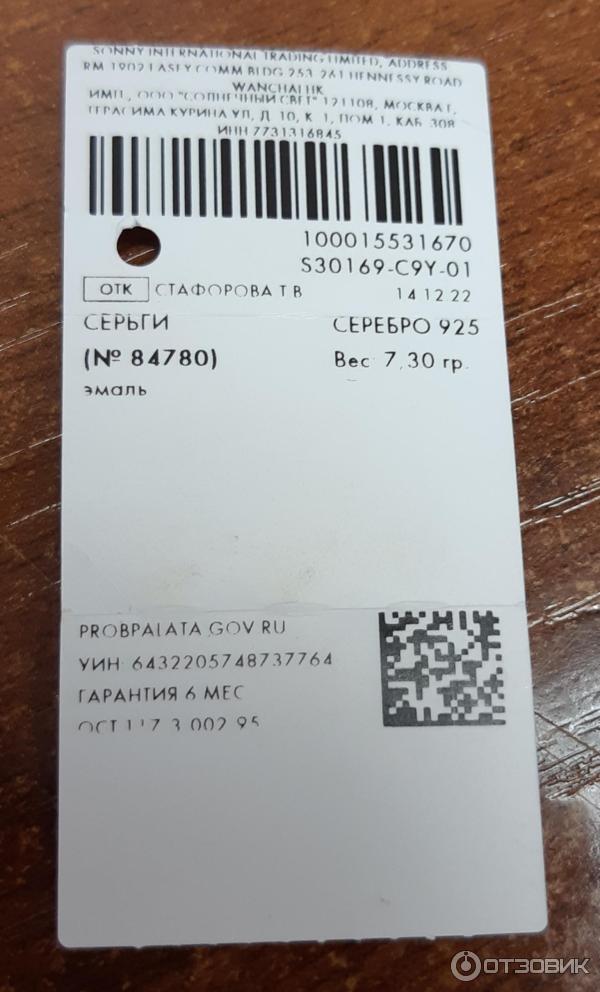 SONNY INTERNATIONAL TRADING LIMITED, ADDRESS
RM 1902 EASEY COMM BLDG 253-261 HENNESSY ROAD
WANCHAI HK
ИМП., ООО "СОЛНЕЧНЫЙ СВЕТ" 121108, МОСКВА Г,
ГЕРАСИМА КУРИНА УЛ, Д. 10, К. 1, ПОМ 1, КАБ. 308
ИНН 7731316845
100015531670
S30169-C9Y-01
ОТК СТАФОРОВА Т В 14 12 22
СЕРЬГИ СЕРЕБРО 925
(№ 84780) Вес 7,30 гр.
эмаль
PROBPALATA.GOV RU
УИН: 6432205748737764
ГАРАНТИЯ 6 МЕС
ОСТ 117 3 002 95
ОТЗОВИК